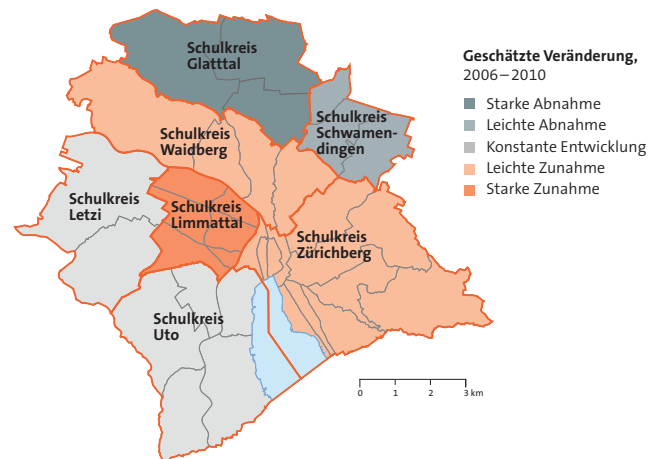 Schulkreis
Glatttal
Schulkreis
Schwamen-
dingen
Schulkreis
Waidberg
Schulkreis
Letzi
Schulkreis
Limmattal
Schulkreis
Zürichberg
Schulkreis
Uto
Geschätzte Veränderung,
2006–2010
Starke Abnahme
Leichte Abnahme
Konstante Entwicklung
Leichte Zunahme
Starke Zunahme
0 1 2 3 km